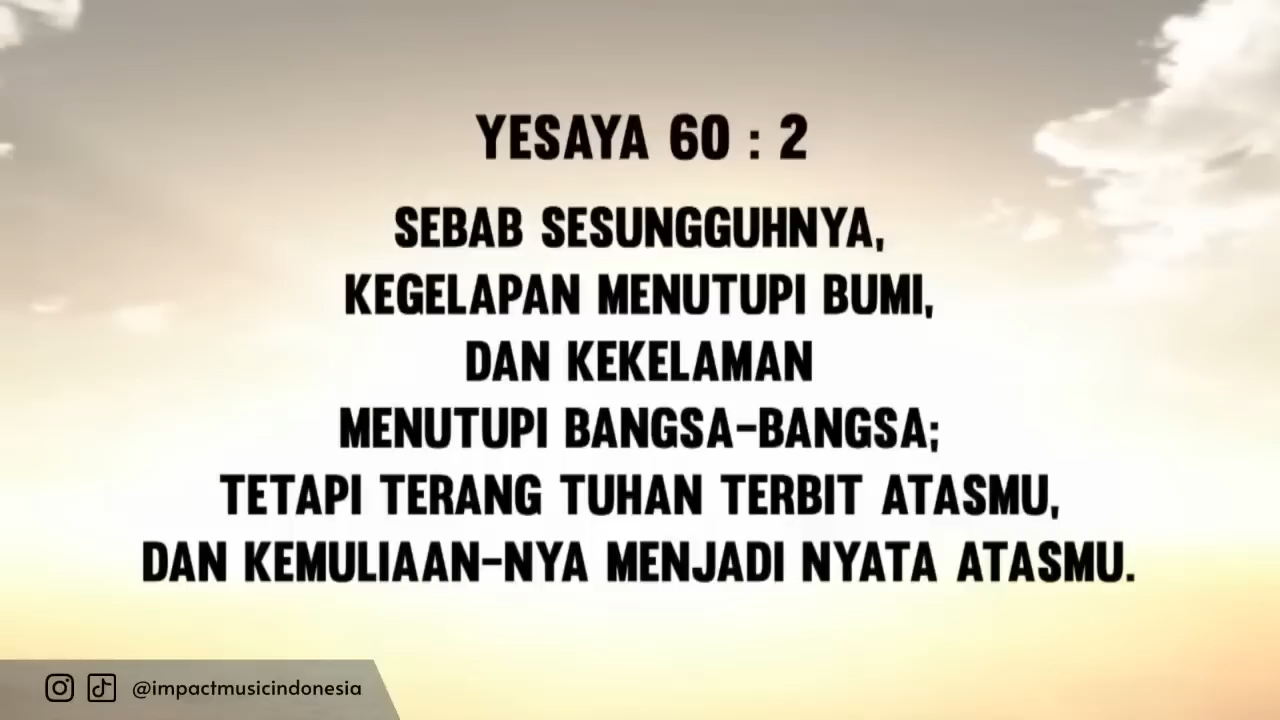 YESAYA 60 : 2
SEBAB SESUNGGUHNYA,
KEGELAPAN MENUTUPI BUMI,
DAN KEKELAMAN
MENUTUPI BANGSA-BANGSA;
TETAPI TERANG TUHAN TERBIT ATASMU,
DAN KEMULIAAN-NYA MENJADI NYATA ATASMU.
@impactmusicindonesia